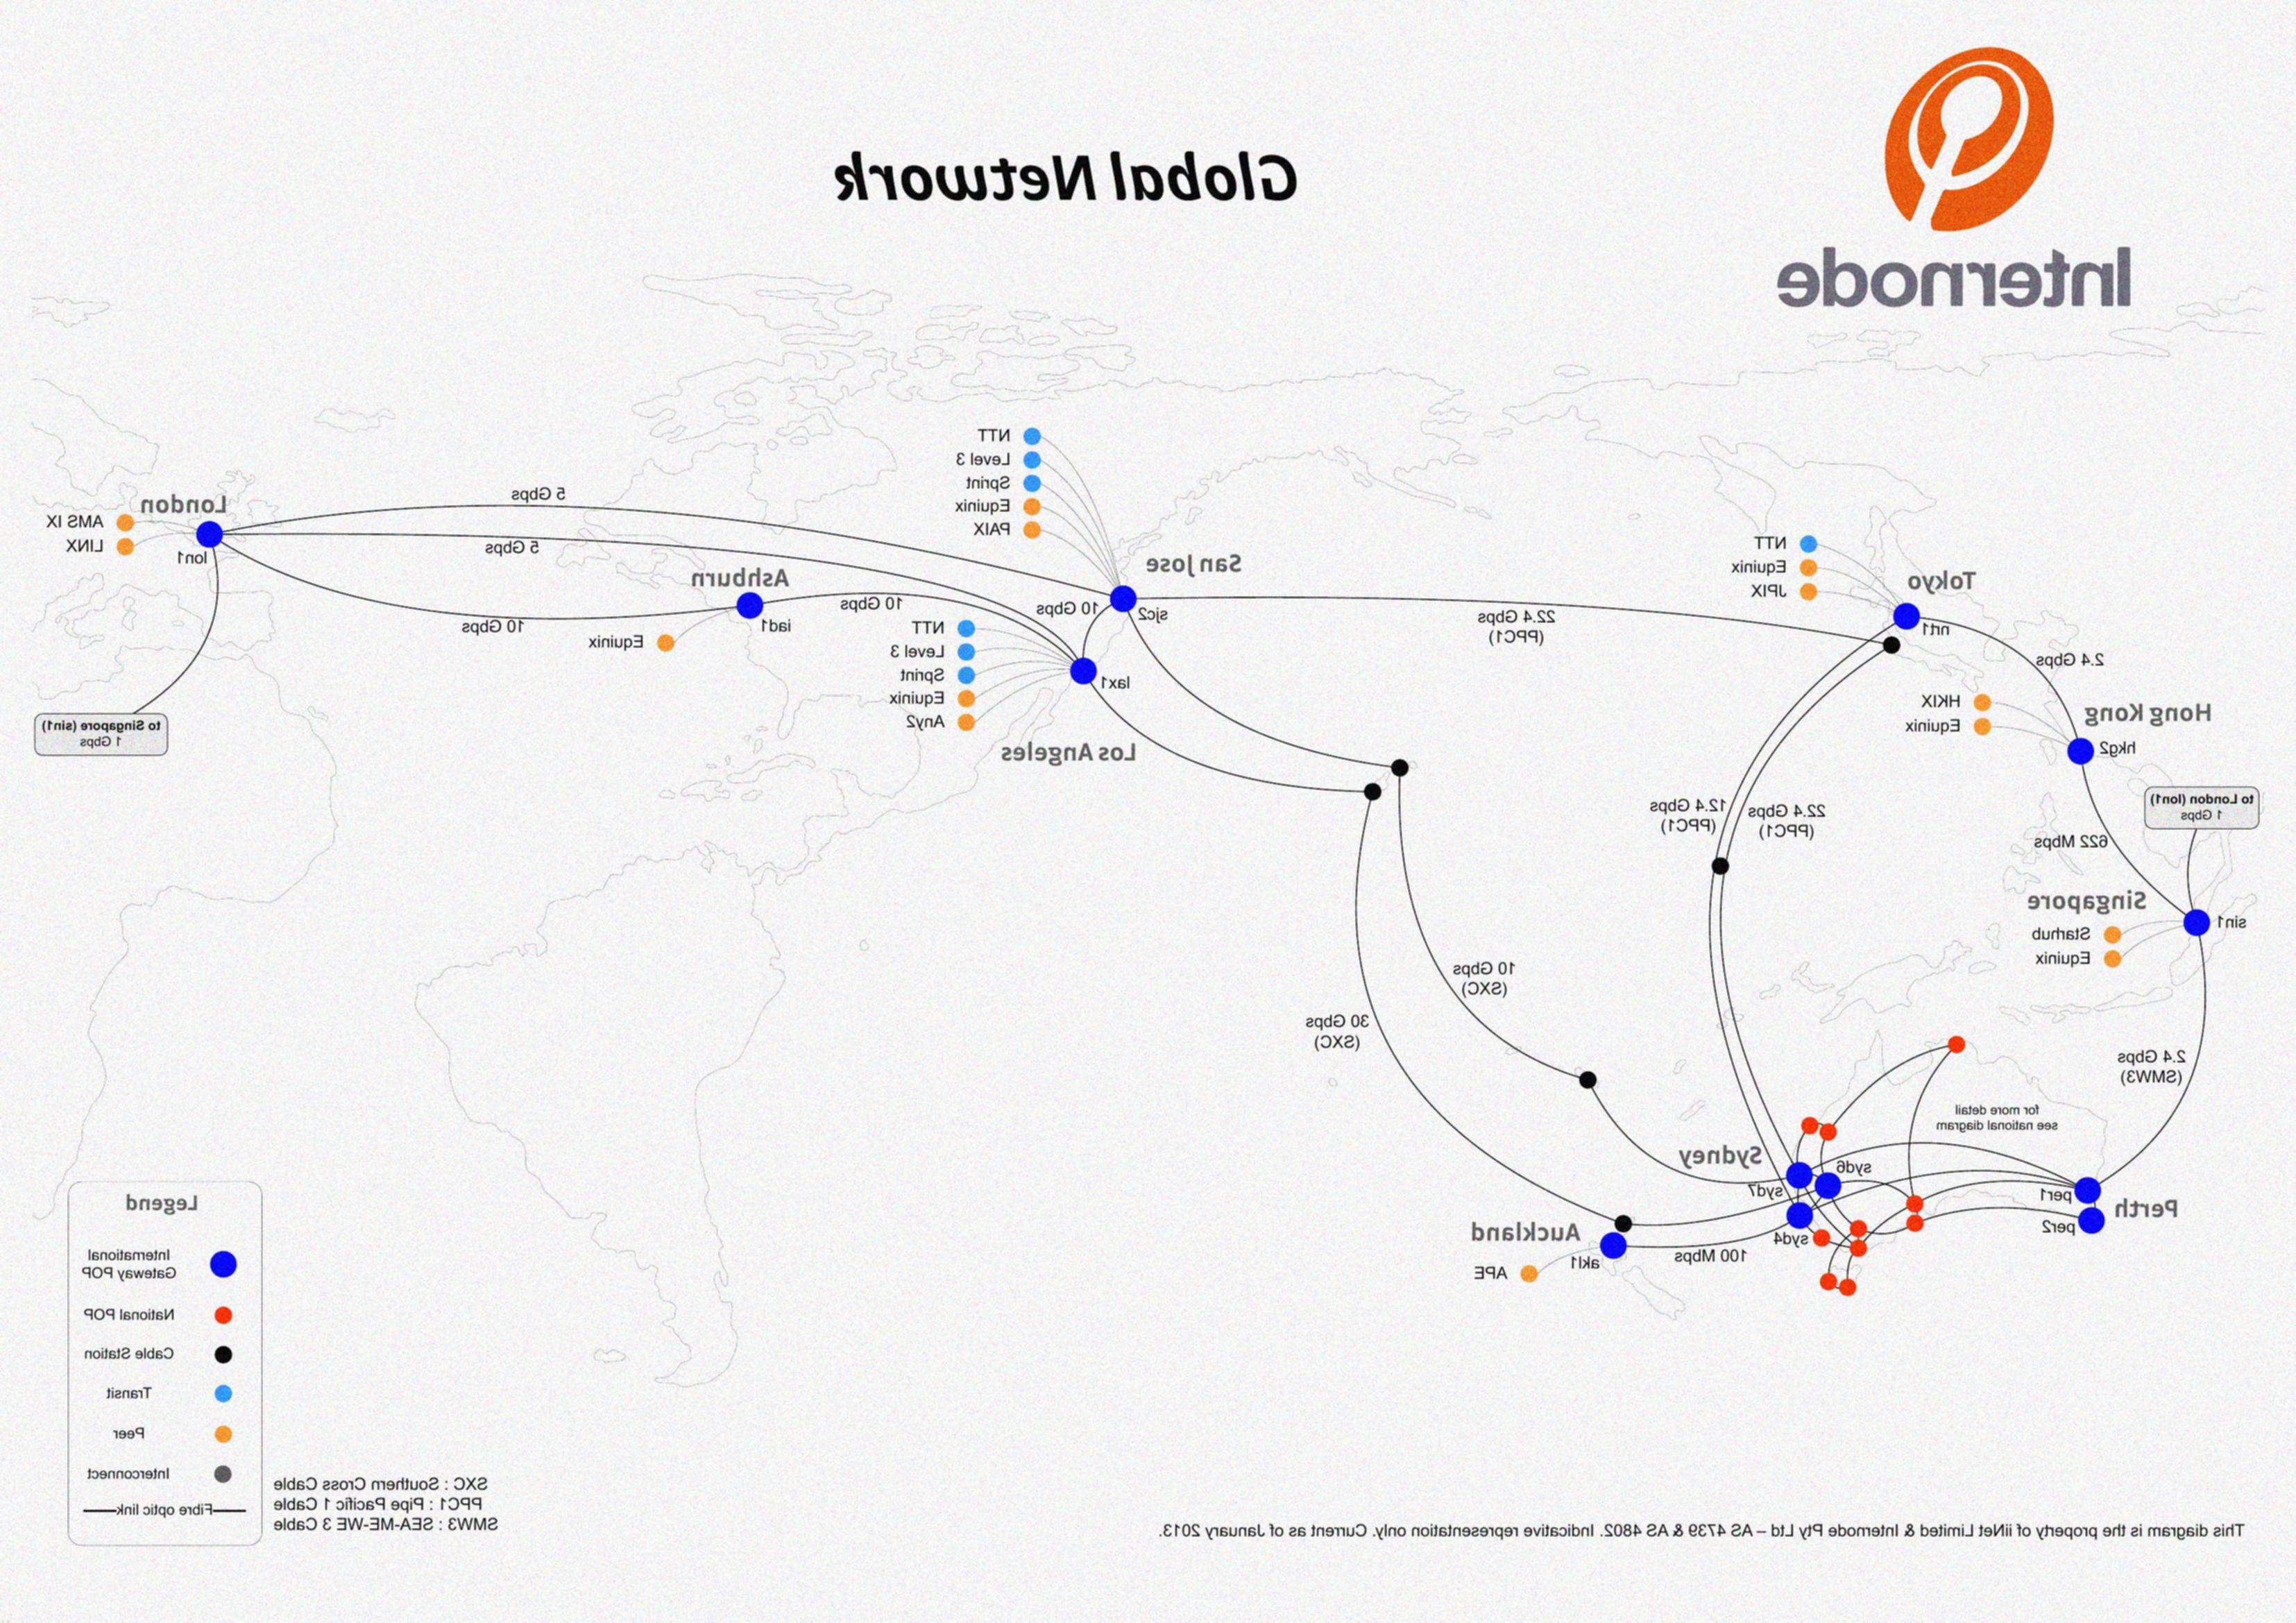 Global Network
Internode
NTT
Level 3
Sprint
Equinix
PAIX
San Jose
sjc2
London
AMS IX
LINX
lon1
5 Gbps
5 Gbps
10 Gbps
Ashburn
iad1
Equinix
10 Gbps
10 Gbps
NTT
Level 3
Sprint
Equinix
Any2
lax1
Los Angeles
to Singapore (sin1)
1 Gbps
22.4 Gbps
(PPC1)
NTT
Equinix
JPIX
Tokyo
nrt1
2.4 Gbps
HKIX
Equinix
Hong Kong
hkg2
to London (lon1)
1 Gbps
622 Mbps
12.4 Gbps
(PPC1)
22.4 Gbps
(PPC1)
Singapore
sin1
Starhub
Equinix
10 Gbps
(SXC)
30 Gbps
(SXC)
2.4 Gbps
(SMW3)
for more detail
see national diagram
Sydney
syd6
syd7
syd4
per1
per2
Perth
Auckland
akl1
APE
100 Mbps
Legend
International
Gateway POP
National POP
Cable Station
Transit
Peer
Interconnect
Fibre optic link
SXC : Southern Cross Cable
PPC1 : Pipe Pacific 1 Cable
SMW3 : SEA-ME-WE 3 Cable
This diagram is the property of iiNet Limited & Internode Pty Ltd – AS 4739 & AS 4802. Indicative representation only. Current as of January 2013.